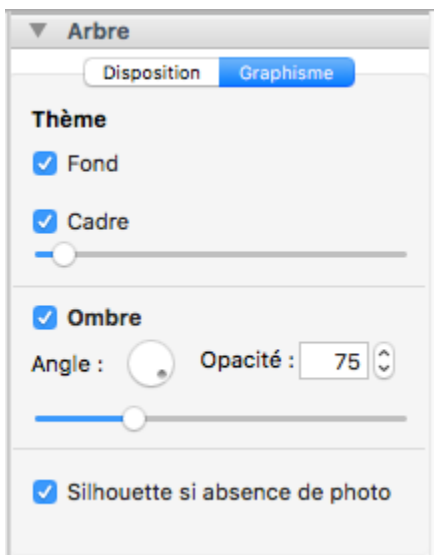 Arbre
Disposition Graphisme
Thème
Fond
Cadre
Ombre
Angle : Opacité : 75
Silhouette si absence de photo